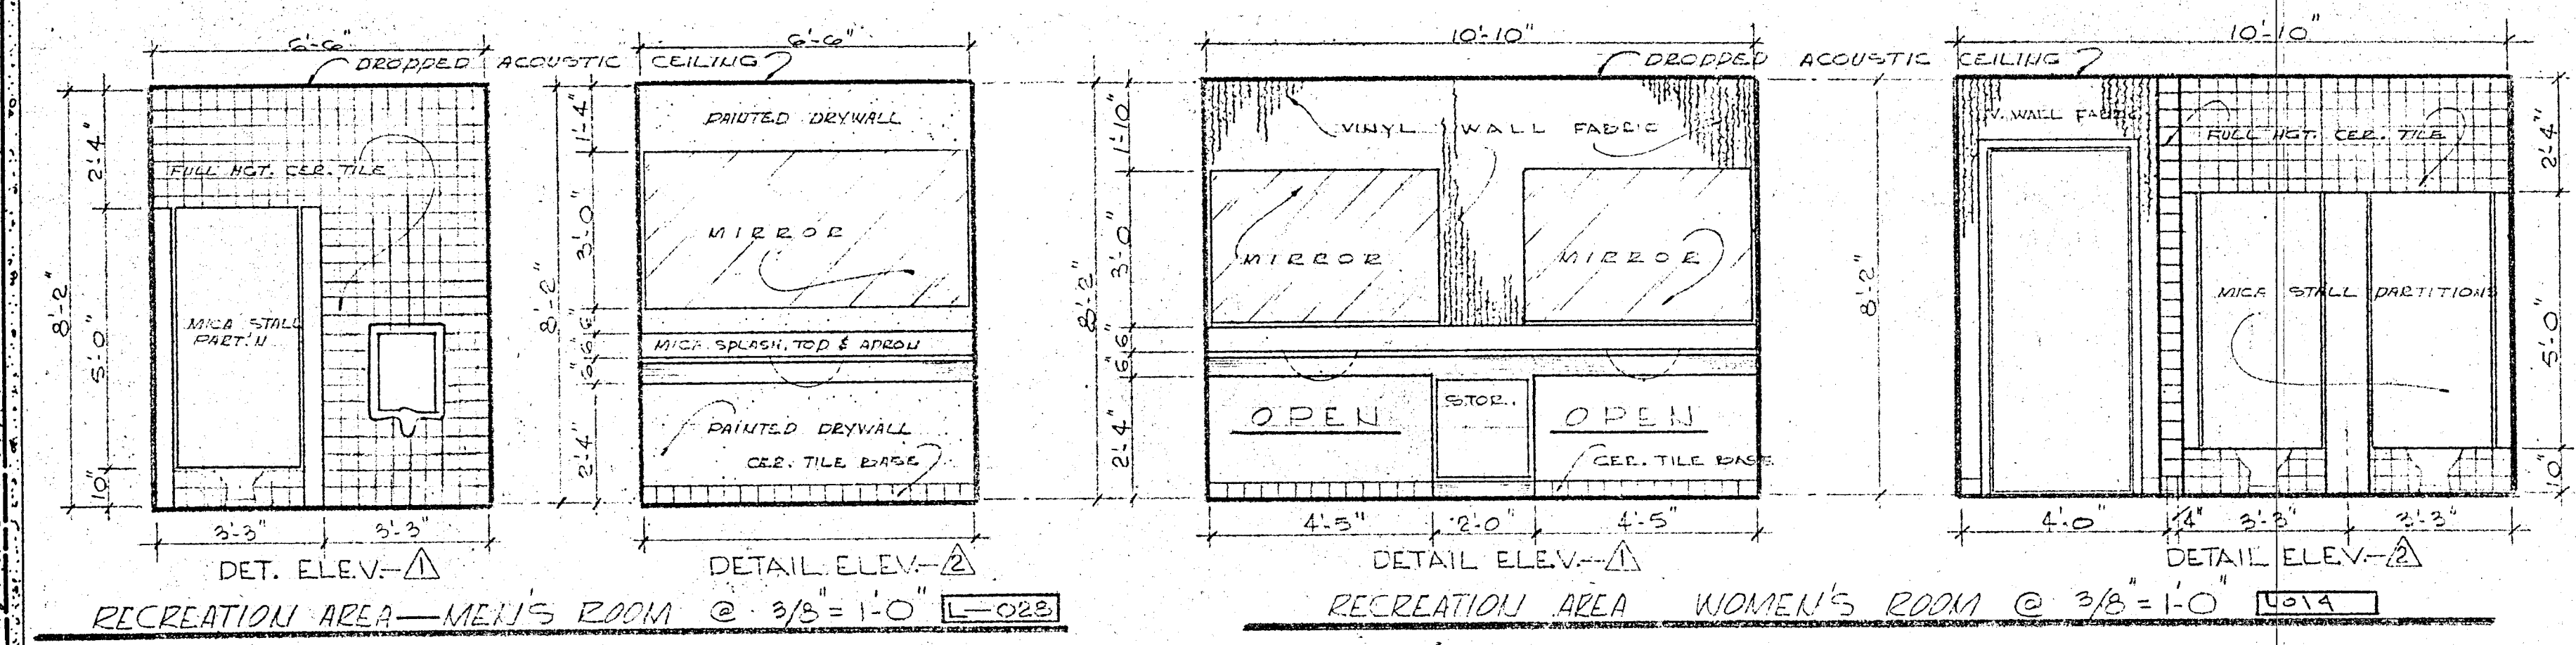 6'-6"
DROPPED ACOUSTIC CEILING
6'-6"
8'-2"
2'-4"
5'-0"
10"
FULL HGT. CER. TILE
MICA STALL
PART'N
3'-3"
3'-3"
DET. ELEV.-1
8'-2"
1'-4"
3'-0"
6"
6"
6"
2'-4"
PAINTED DRYWALL
MIRROR
MICA SPLASH, TOP & APRON
PAINTED DRYWALL
CER. TILE BASE
DETAIL ELEV.-2
RECREATION AREA—MEN'S ROOM @ 3/8"=1'-0" L-028
10'-10"
DROPPED ACOUSTIC CEILING
10'-10"
8'-2"
1'-10"
3'-0"
6"
6"
2'-4"
VINYL WALL FABRIC
MIRROR
MIRROR
OPEN
STOR.
OPEN
CER. TILE BASE
4'-5"
2'-0"
4'-5"
DETAIL ELEV.-1
8'-2"
V. WALL FABRIC
FULL HGT. CER. TILE
MICA STALL PARTITIONS
2'-4"
5'-0"
10"
4'-0"
4"
3'-3"
3'-3"
DETAIL ELEV.-2
RECREATION AREA WOMEN'S ROOM @ 3/8"=1'-0" L014